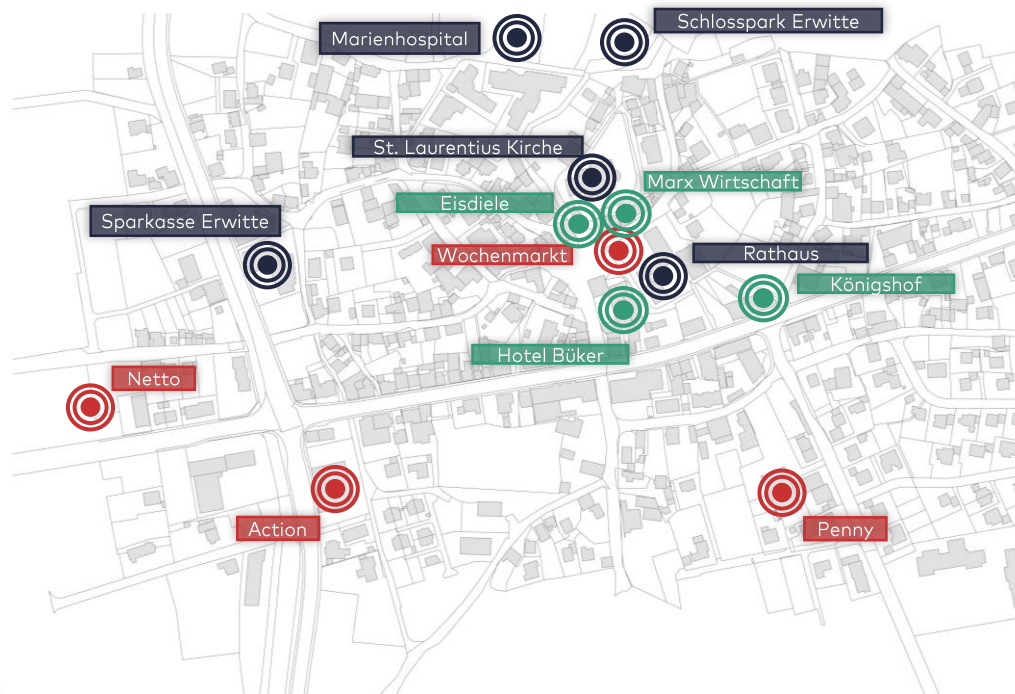 Schlosspark Erwitte
Marienhospital
St. Laurentius Kirche
Marx Wirtschaft
Eisdiele
Sparkasse Erwitte
Wochenmarkt
Rathaus
Königshof
Hotel Büker
Netto
Action
Penny